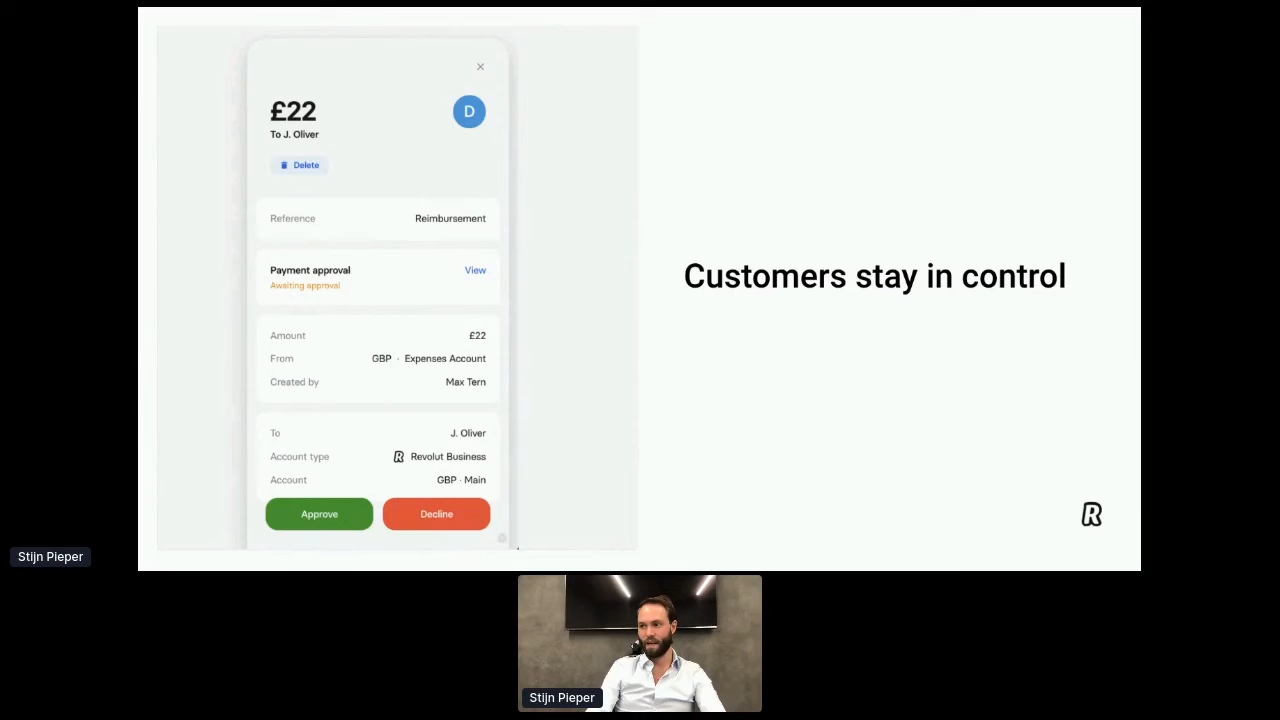 £22
D
To J. Oliver
Delete
Reference Reimbursement
Payment approval View
Awaiting approval
Amount £22
From GBP · Expenses Account
Created by Max Tern
To J. Oliver
Account type R Revolut Business
Account GBP · Main
Approve Decline
Customers stay in control
R
Stijn Pieper
Stijn Pieper